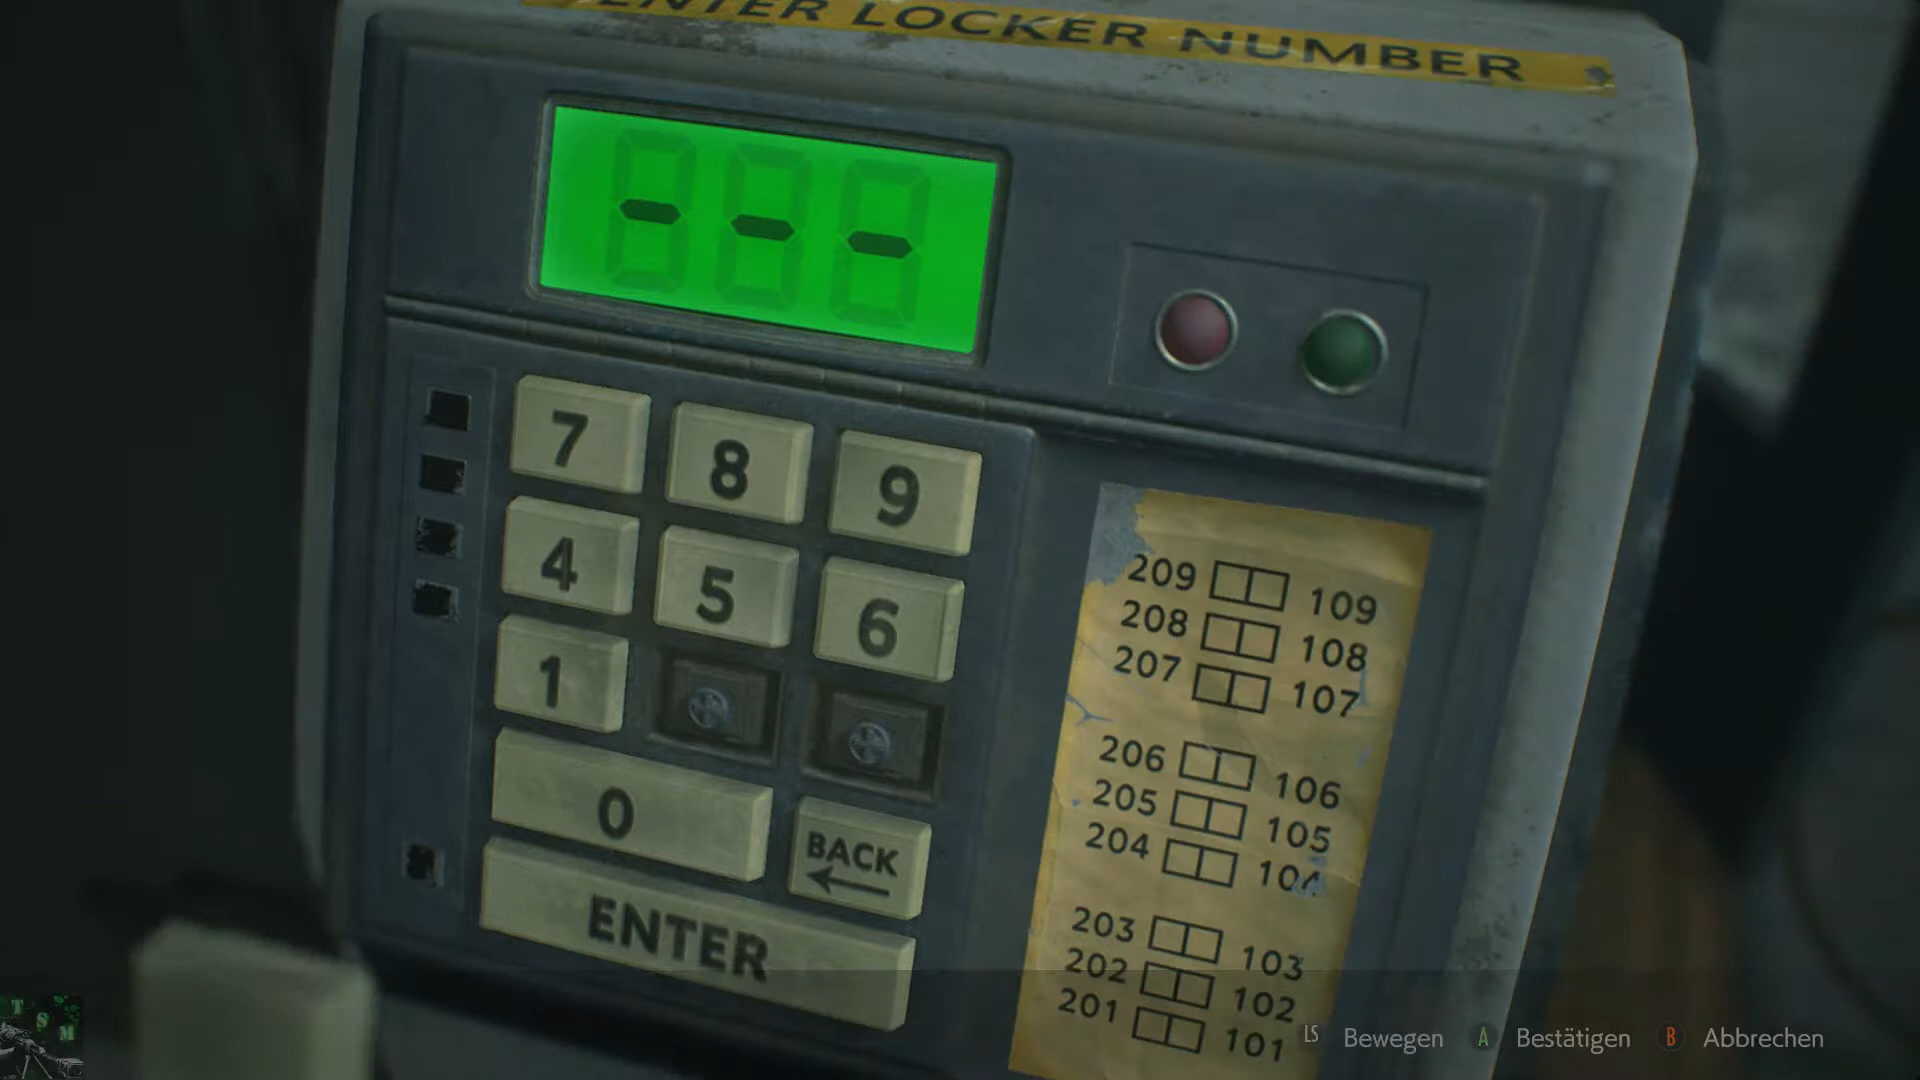 ENTER LOCKER NUMBER
7 8 9
4 5 6
1
0 BACK
ENTER
209 109
208 108
207 107
206 106
205 105
204 104
203 103
202 102
201 101
LS Bewegen A Bestätigen B Abbrechen
T S M